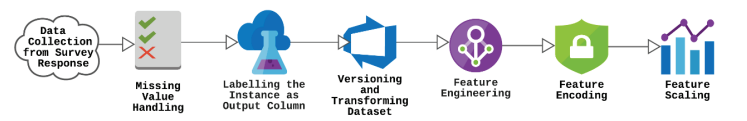 Data
Collection
from Survey
Response
Missing
Value
Handling
Labelling the
Instance as
Output Column
Versioning
and
Transforming
Dataset
Feature
Engineering
Feature
Encoding
Feature
Scaling